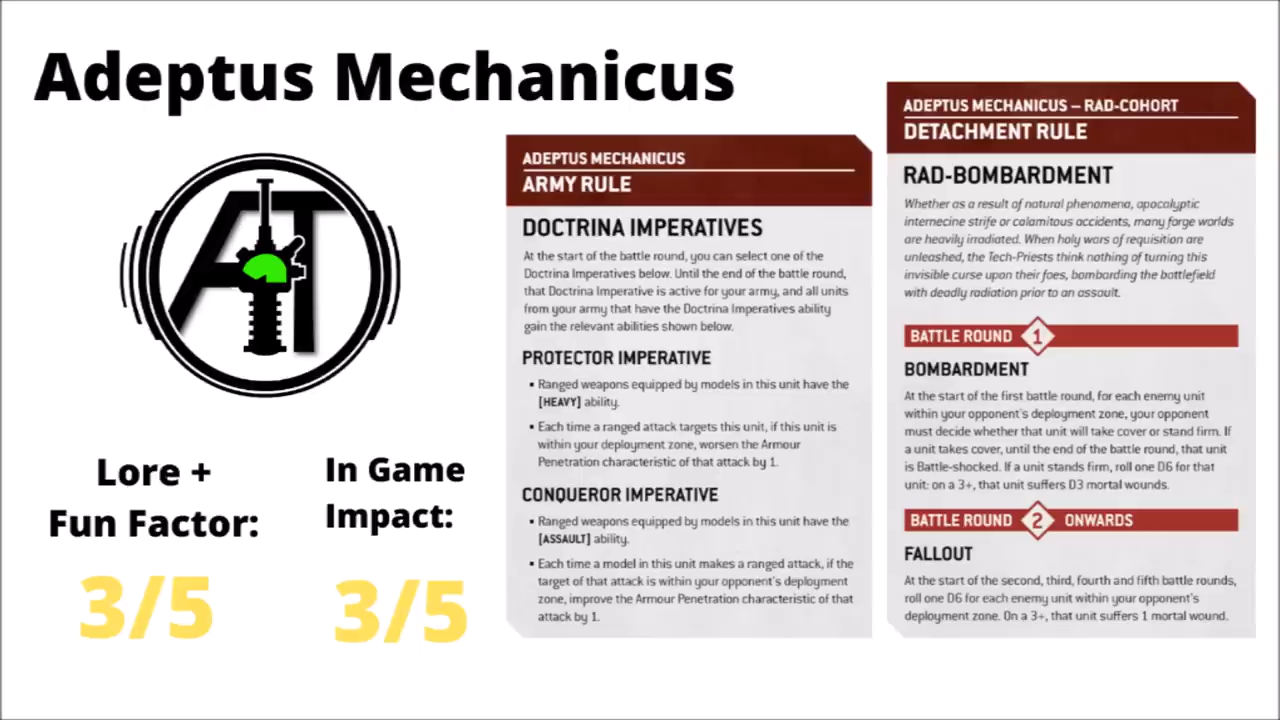 Adeptus Mechanicus
AT
Lore +
Fun Factor:
3/5
In Game
Impact:
3/5
ADEPTUS MECHANICUS
ARMY RULE
DOCTRINA IMPERATIVES
At the start of the battle round, you can select one of the
Doctrina Imperatives below. Until the end of the battle round,
that Doctrina Imperative is active for your army, and all units
from your army that have the Doctrina Imperatives ability
gain the relevant abilities shown below.
PROTECTOR IMPERATIVE
▪ Ranged weapons equipped by models in this unit have the
[HEAVY] ability.
▪ Each time a ranged attack targets this unit, if this unit is
within your deployment zone, worsen the Armour
Penetration characteristic of that attack by 1.
CONQUEROR IMPERATIVE
▪ Ranged weapons equipped by models in this unit have the
[ASSAULT] ability.
▪ Each time a model in this unit makes a ranged attack, if the
target of that attack is within your opponent's deployment
zone, improve the Armour Penetration characteristic of that
attack by 1.
ADEPTUS MECHANICUS – RAD-COHORT
DETACHMENT RULE
RAD-BOMBARDMENT
Whether as a result of natural phenomena, apocalyptic
internecine strife or calamitous accidents, many forge worlds
are heavily irradiated. When holy wars of requisition are
unleashed, the Tech-Priests think nothing of turning this
invisible curse upon their foes, bombarding the battlefield
with deadly radiation prior to an assault.
BATTLE ROUND 1
BOMBARDMENT
At the start of the first battle round, for each enemy unit
within your opponent's deployment zone, your opponent
must decide whether that unit will take cover or stand firm. If
a unit takes cover, until the end of the battle round, that unit
is Battle-shocked. If a unit stands firm, roll one D6 for that
unit: on a 3+, that unit suffers D3 mortal wounds.
BATTLE ROUND 2 ONWARDS
FALLOUT
At the start of the second, third, fourth and fifth battle rounds,
roll one D6 for each enemy unit within your opponent's
deployment zone. On a 3+, that unit suffers 1 mortal wound.